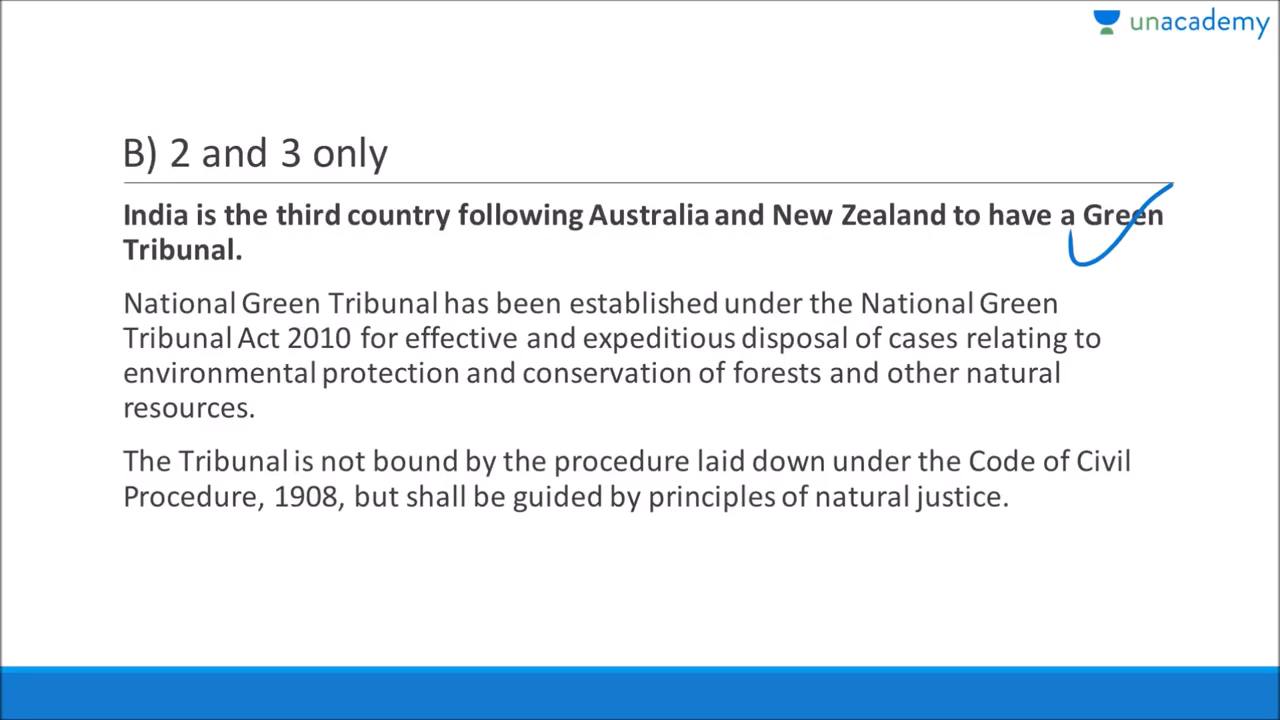 unacademy
B) 2 and 3 only
India is the third country following Australia and New Zealand to have a Green
Tribunal.
National Green Tribunal has been established under the National Green
Tribunal Act 2010 for effective and expeditious disposal of cases relating to
environmental protection and conservation of forests and other natural
resources.
The Tribunal is not bound by the procedure laid down under the Code of Civil
Procedure, 1908, but shall be guided by principles of natural justice.